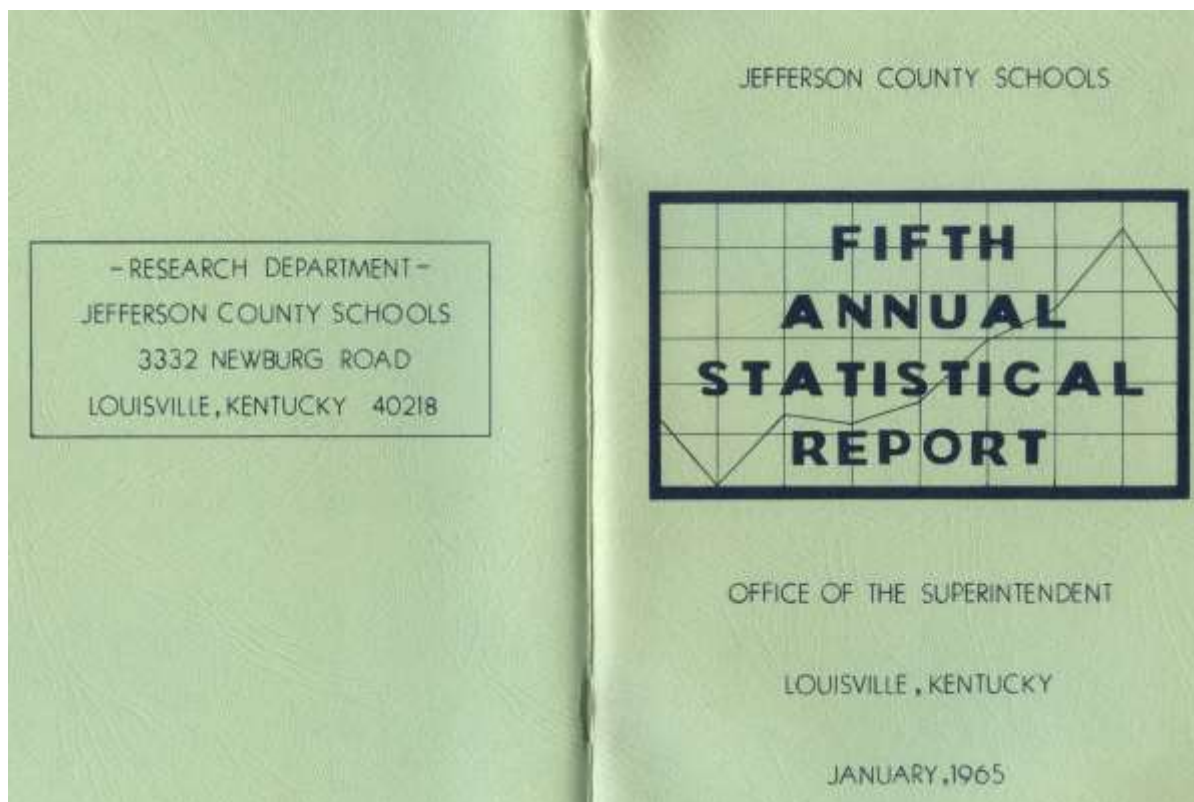 - RESEARCH DEPARTMENT -
JEFFERSON COUNTY SCHOOLS
3332 NEWBURG ROAD
LOUISVILLE, KENTUCKY 40218
JEFFERSON COUNTY SCHOOLS
FIFTH
ANNUAL
STATISTICAL
REPORT
OFFICE OF THE SUPERINTENDENT
LOUISVILLE, KENTUCKY
JANUARY, 1965